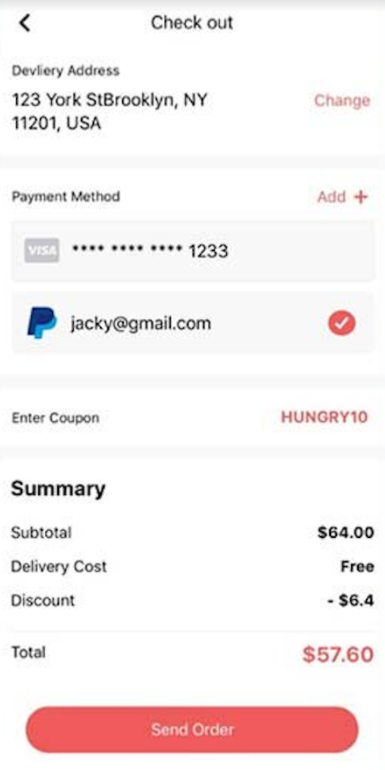 Check out
Devliery Address
123 York StBrooklyn, NY
11201, USA
Change
Payment Method
Add +
VISA **** **** **** 1233
jacky@gmail.com
Enter Coupon HUNGRY10
Summary
Subtotal $64.00
Delivery Cost Free
Discount - $6.4
Total $57.60
Send Order